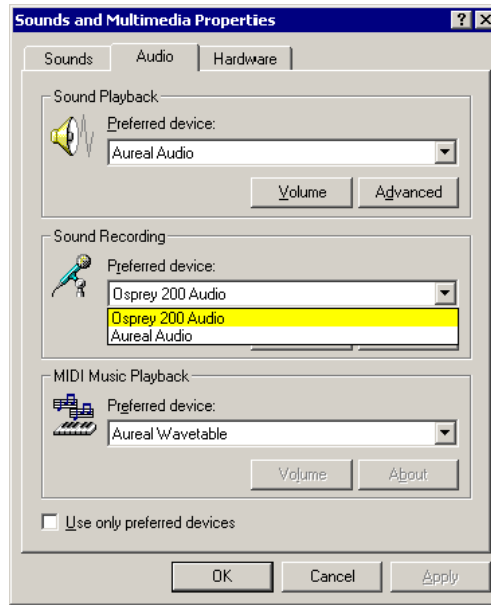 Sounds and Multimedia Properties
Sounds Audio Hardware
Sound Playback
Preferred device:
Aureal Audio
Volume Advanced
Sound Recording
Preferred device:
Osprey 200 Audio
Osprey 200 Audio
Aureal Audio
MIDI Music Playback
Preferred device:
Aureal Wavetable
Volume About
Use only preferred devices
OK Cancel Apply